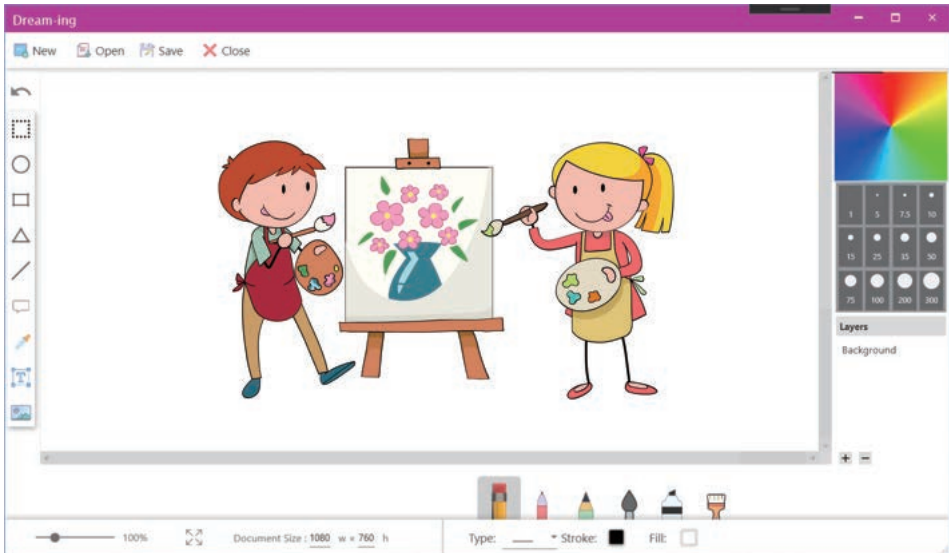 Dream-ing
New Open Save Close
1 5 7.5 10
15 25 35 50
75 100 200 300
Layers
Background
T
100% Document Size : 1080 w × 760 h Type: Stroke: Fill: